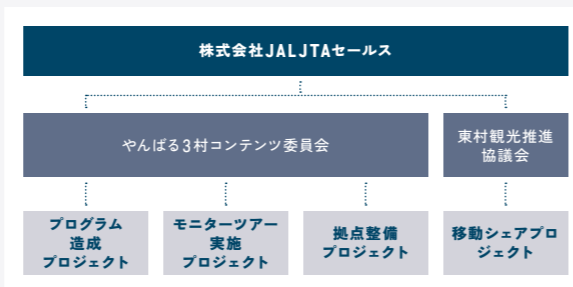 株式会社JALJTAセールス
やんばる3村コンテンツ委員会
東村観光推進
協議会
プログラム
造成
プロジェクト
モニターツアー
実施
プロジェクト
拠点整備
プロジェクト
移動シェアプロ
ジェクト